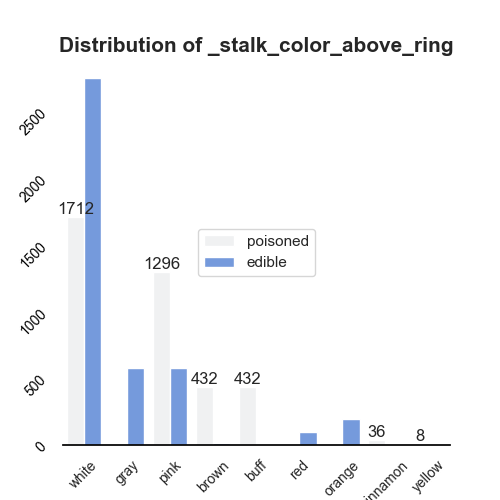 Distribution of _stalk_color_above_ring
2500
2000
1500
1000
500
0
1712
1296
432
432
36
8
poisoned
edible
white
gray
pink
brown
buff
red
orange
innamon
yellow